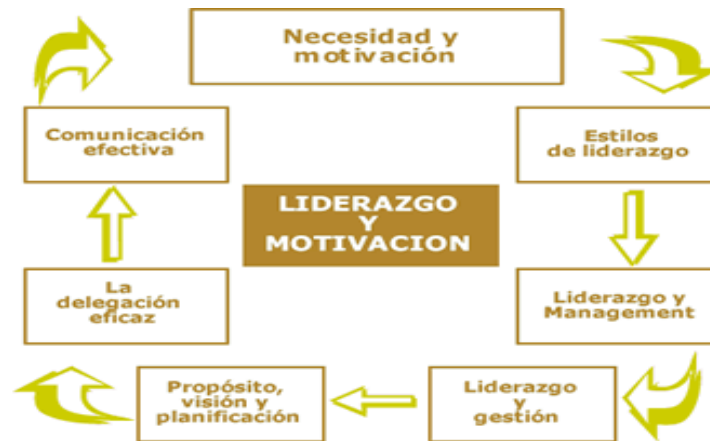 Necesidad y
motivación
Comunicación
efectiva
Estilos
de liderazgo
LIDERAZGO
Y
MOTIVACION
La
delegación
eficaz
Liderazgo y
Management
Propósito,
visión y
planificación
Liderazgo
y
gestión